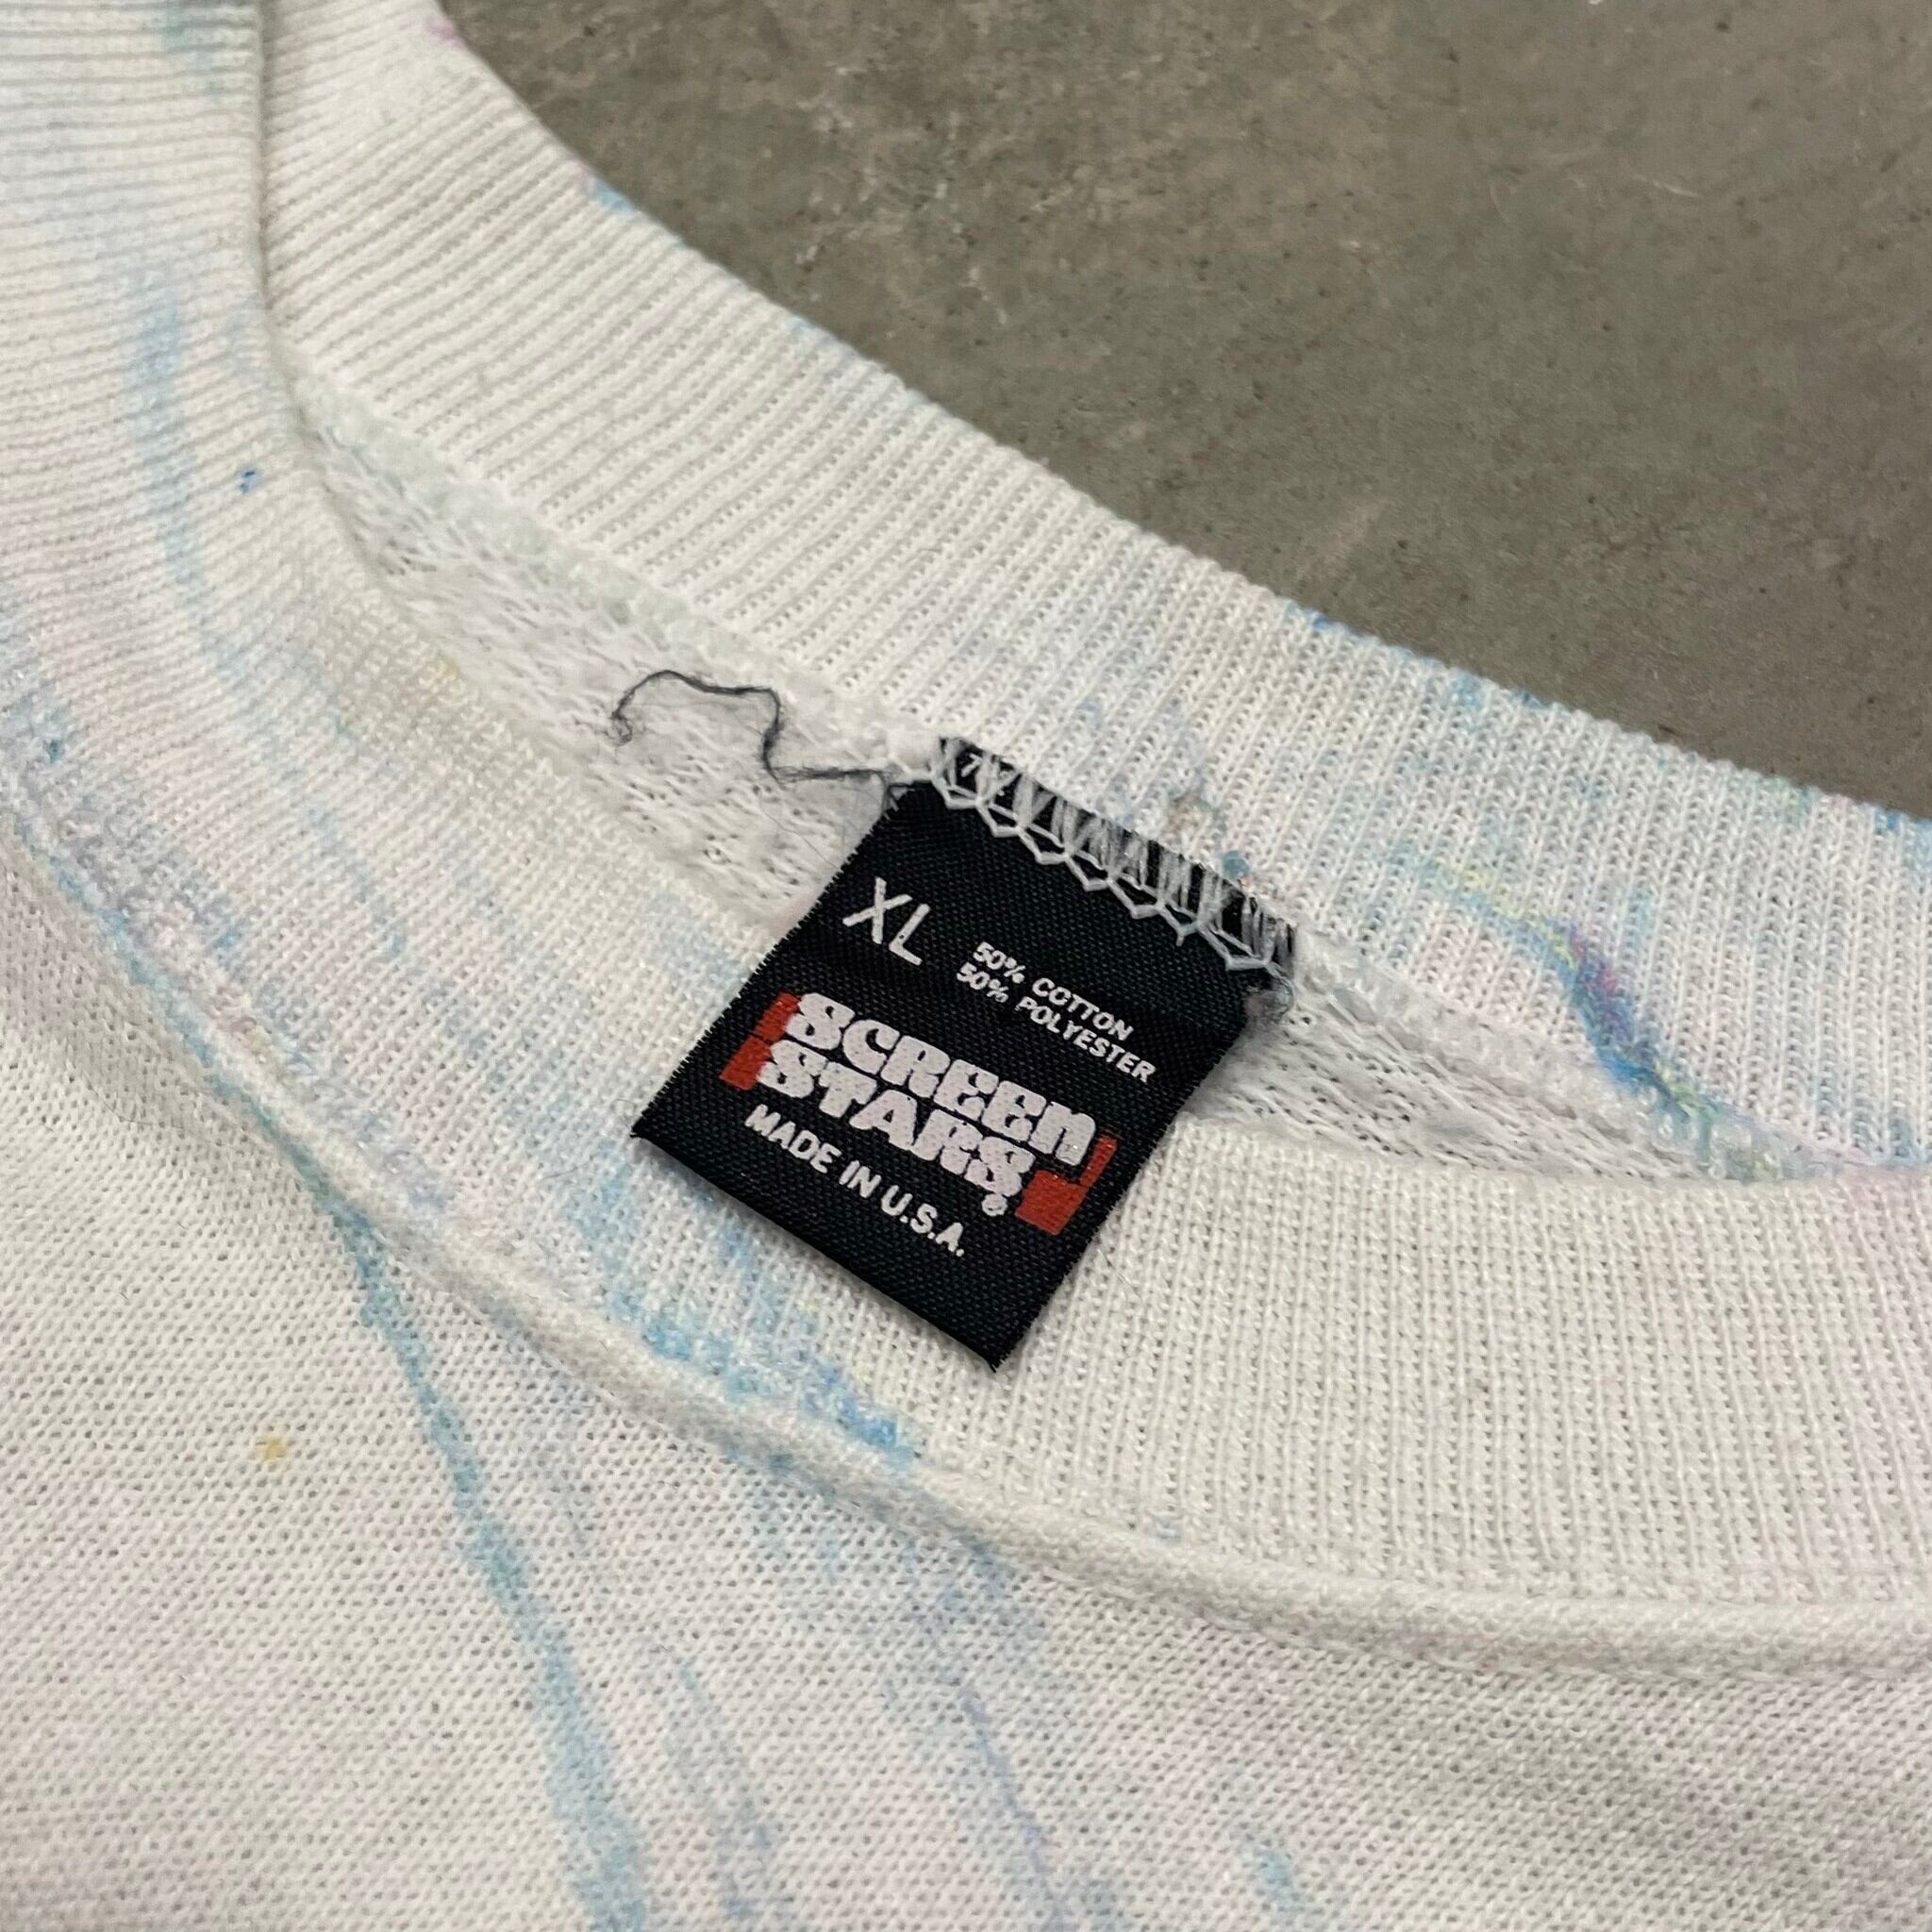 XL
50% COTTON
50% POLYESTER
SCREEN
STARS®
MADE IN U.S.A.